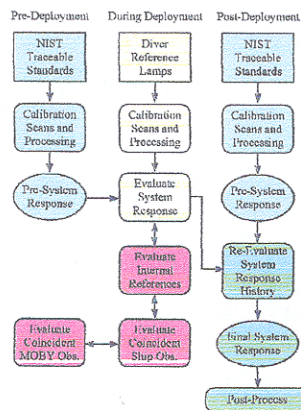 Pre-Deployment
During Deployment
Post-Deployment
NIST
Traceable
Standards
Diver
Reference
Lamps
NIST
Traceable
Standards
Calibration
Scans and
Processing
Calibration
Scans and
Processing
Calibration
Scans and
Processing
Pre-System
Response
Evaluate
System
Response
Pre-System
Response
Evaluate
Internal
References
Re-Evaluate
System
Response
History
Evaluate
Coincident
MOBY Obs.
Evaluate
Coincident
Ship Obs.
Final System
Response
Post-Process